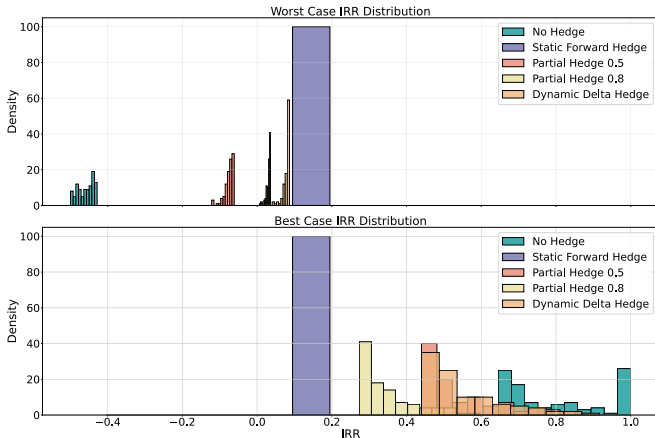 Worst Case IRR Distribution
Density
100
80
60
40
20
0
No Hedge
Static Forward Hedge
Partial Hedge 0.5
Partial Hedge 0.8
Dynamic Delta Hedge
Best Case IRR Distribution
Density
100
80
60
40
20
0
No Hedge
Static Forward Hedge
Partial Hedge 0.5
Partial Hedge 0.8
Dynamic Delta Hedge
−0.4 −0.2 0.0 0.2 0.4 0.6 0.8 1.0
IRR